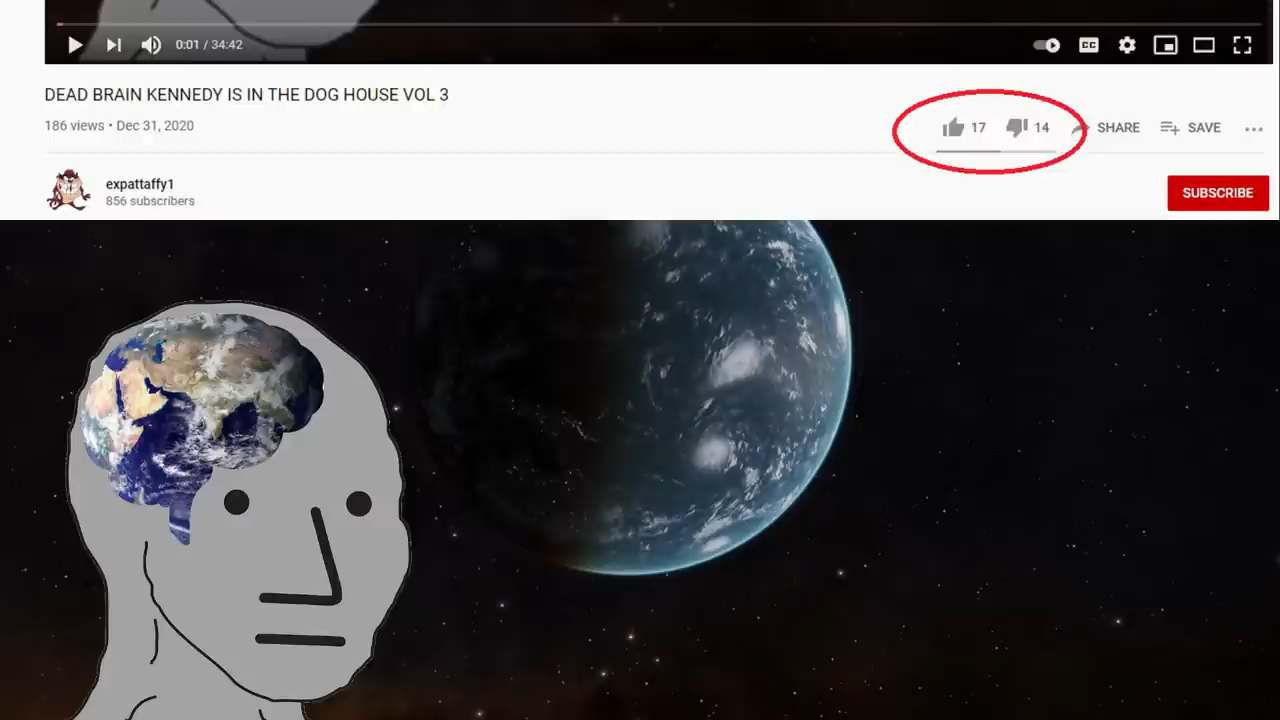 0:01 / 34:42
CC
DEAD BRAIN KENNEDY IS IN THE DOG HOUSE VOL 3
186 views • Dec 31, 2020
17 14 SHARE SAVE
expattaffy1
856 subscribers
SUBSCRIBE